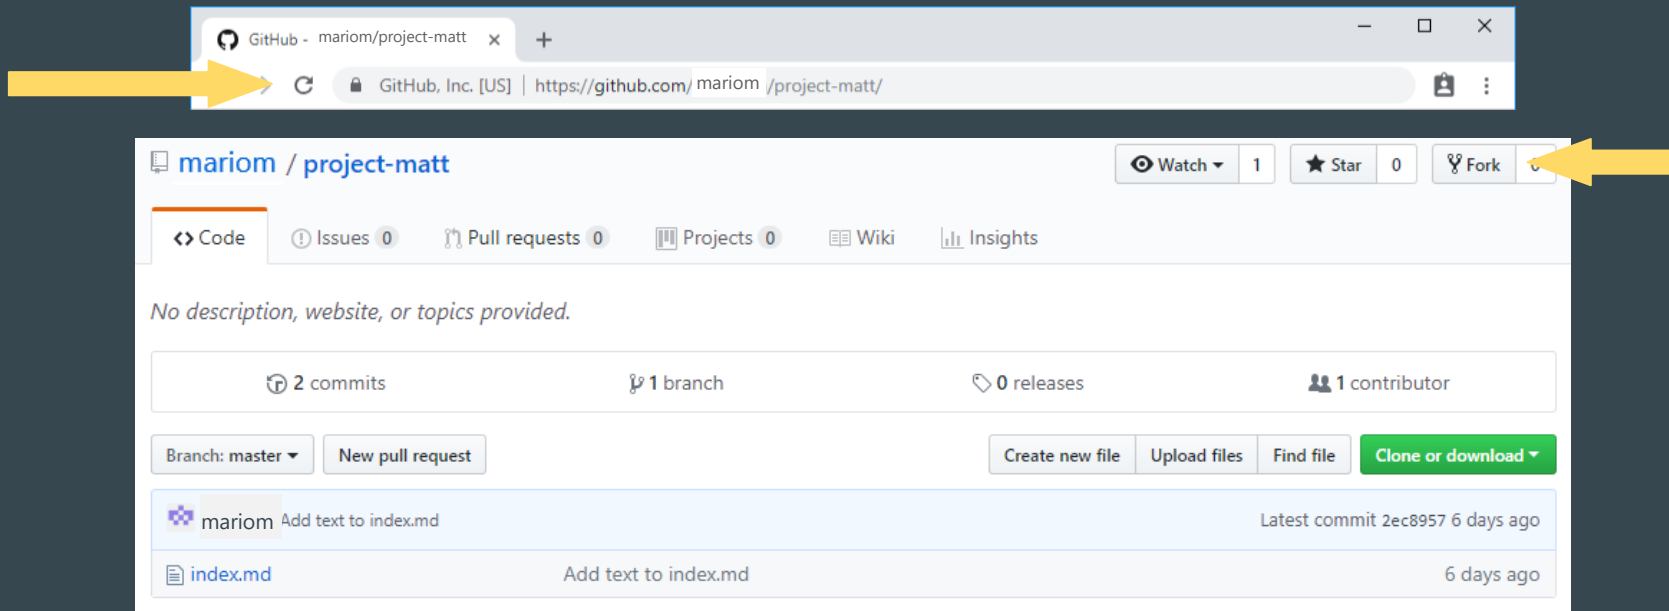 GitHub - mariom/project-matt
GitHub, Inc. [US] | https://github.com/ mariom /project-matt/
mariom / project-matt
Watch 1 Star 0 Fork
Code Issues 0 Pull requests 0 Projects 0 Wiki Insights
No description, website, or topics provided.
2 commits 1 branch 0 releases 1 contributor
Branch: master New pull request Create new file Upload files Find file Clone or download
mariom Add text to index.md Latest commit 2ec8957 6 days ago
index.md Add text to index.md 6 days ago